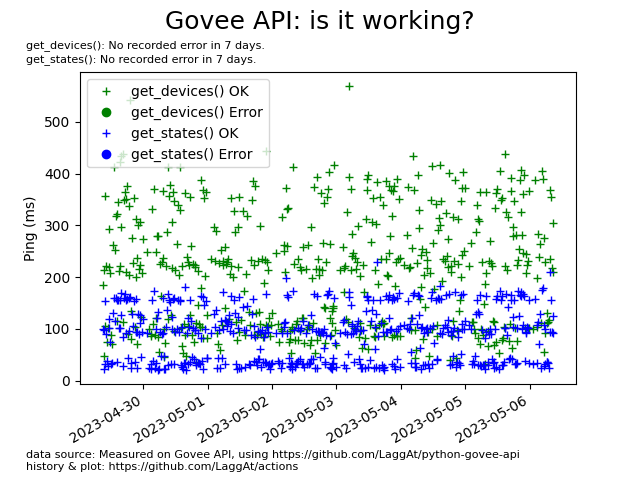 Govee API: is it working?
get_devices(): No recorded error in 7 days.
get_states(): No recorded error in 7 days.
get_devices() OK
get_devices() Error
get_states() OK
get_states() Error
Ping (ms)
500
400
300
200
100
0
2023-04-30
2023-05-01
2023-05-02
2023-05-03
2023-05-04
2023-05-05
2023-05-06
data source: Measured on Govee API, using https://github.com/LaggAt/python-govee-api
history & plot: https://github.com/LaggAt/actions